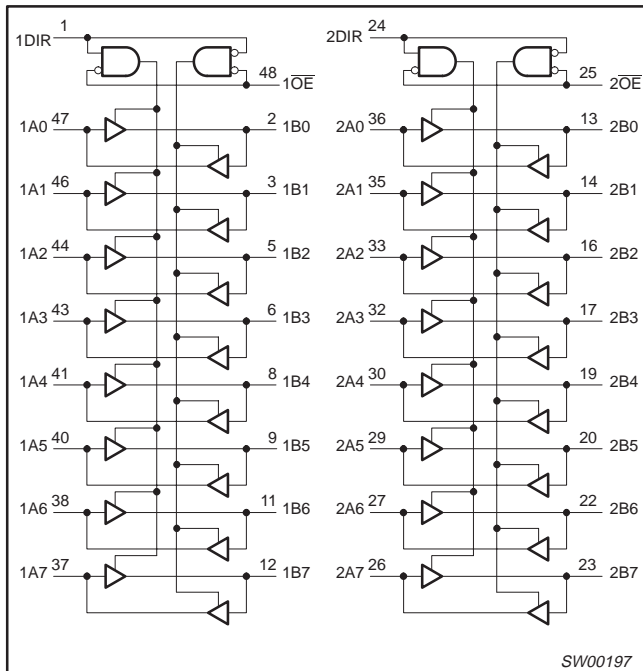 1DIR 1 2DIR 24
48 1O̅E̅ 25 2O̅E̅
1A0 47 2 1B0 2A0 36 13 2B0
1A1 46 3 1B1 2A1 35 14 2B1
1A2 44 5 1B2 2A2 33 16 2B2
1A3 43 6 1B3 2A3 32 17 2B3
1A4 41 8 1B4 2A4 30 19 2B4
1A5 40 9 1B5 2A5 29 20 2B5
1A6 38 11 1B6 2A6 27 22 2B6
1A7 37 12 1B7 2A7 26 23 2B7
SW00197